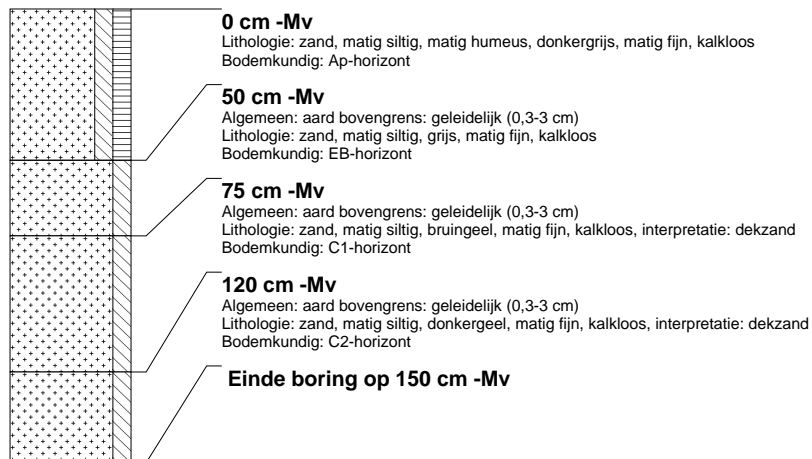 0 cm -Mv
Lithologie: zand, matig siltig, matig humeus, donkergrijs, matig fijn, kalkloos
Bodemkundig: Ap-horizont
50 cm -Mv
Algemeen: aard bovengrens: geleidelijk (0,3-3 cm)
Lithologie: zand, matig siltig, grijs, matig fijn, kalkloos
Bodemkundig: EB-horizont
75 cm -Mv
Algemeen: aard bovengrens: geleidelijk (0,3-3 cm)
Lithologie: zand, matig siltig, bruingeel, matig fijn, kalkloos, interpretatie: dekzand
Bodemkundig: C1-horizont
120 cm -Mv
Algemeen: aard bovengrens: geleidelijk (0,3-3 cm)
Lithologie: zand, matig siltig, donkergeel, matig fijn, kalkloos, interpretatie: dekzand
Bodemkundig: C2-horizont
Einde boring op 150 cm -Mv